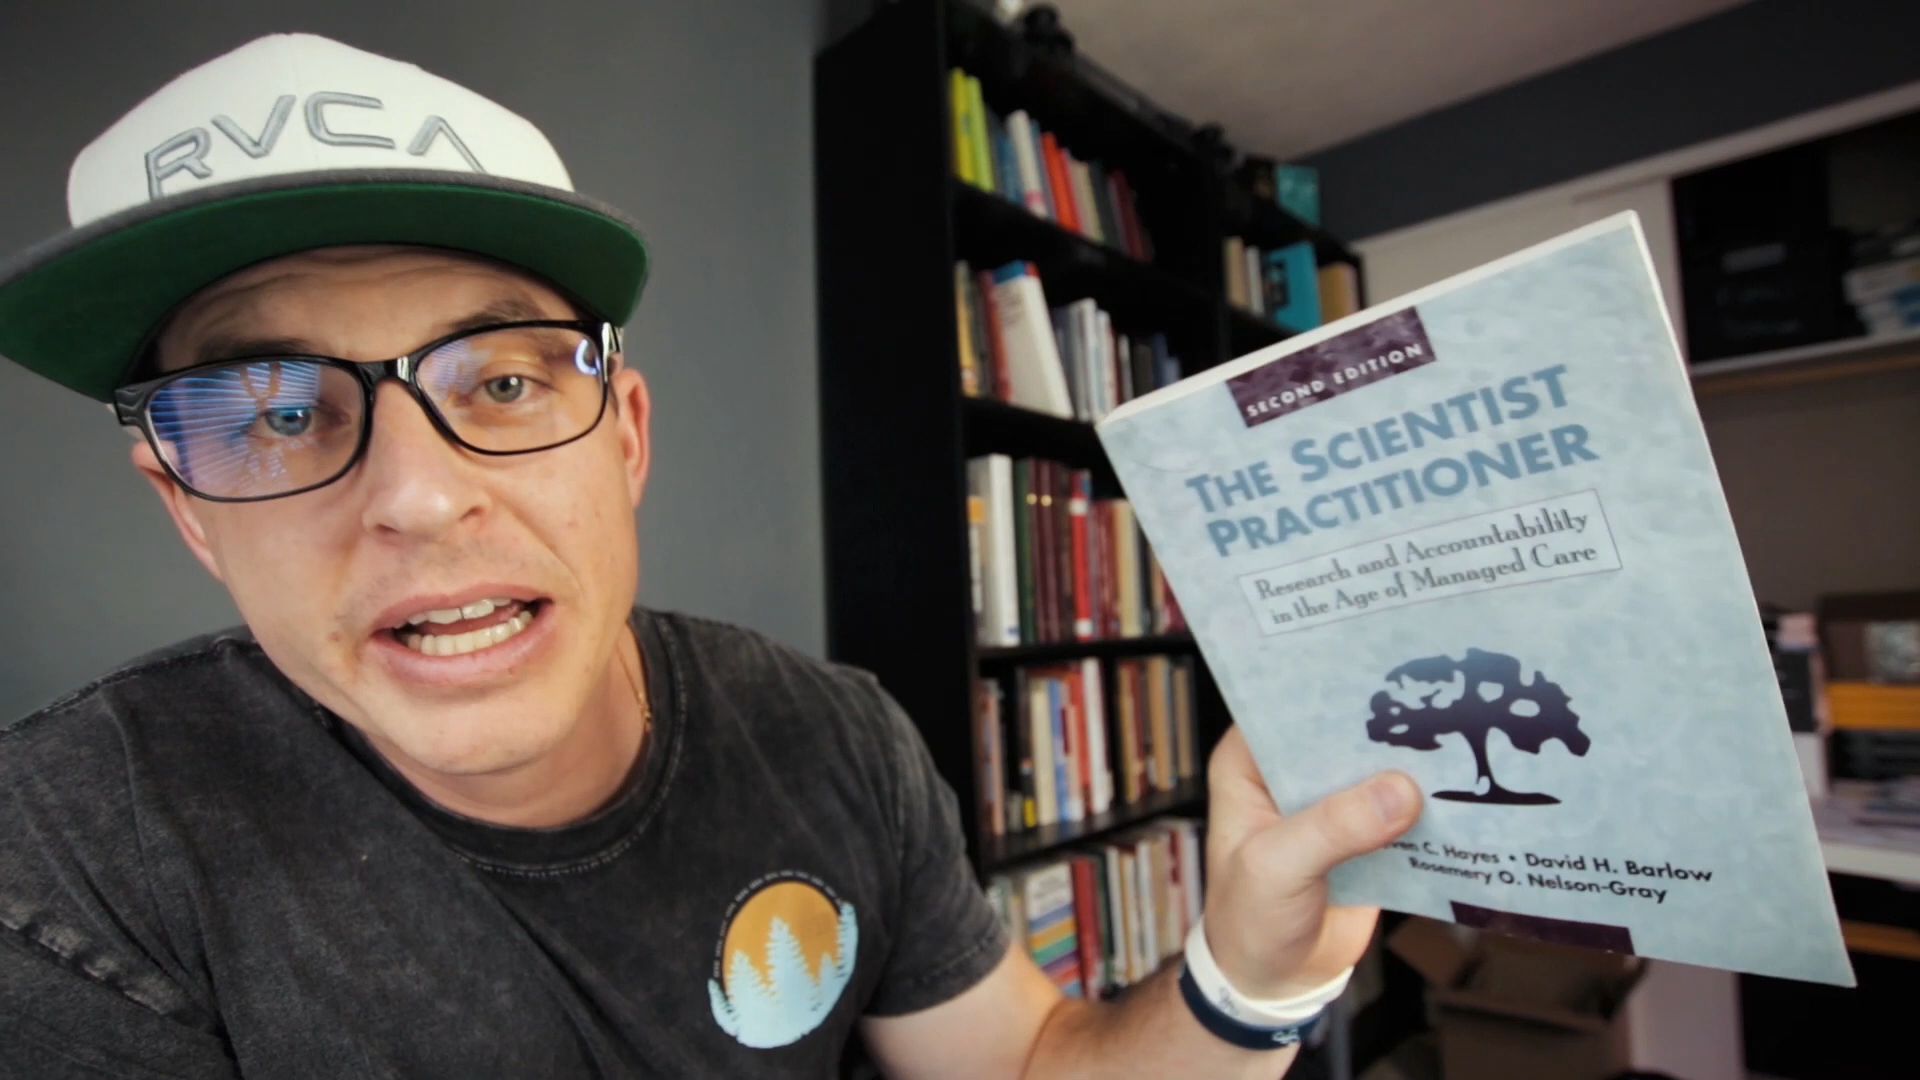 RVCA
SECOND EDITION
THE SCIENTIST
PRACTITIONER
Research and Accountability
in the Age of Managed Care
ven C. Hayes • David H. Barlow
Rosemery O. Nelson-Gray